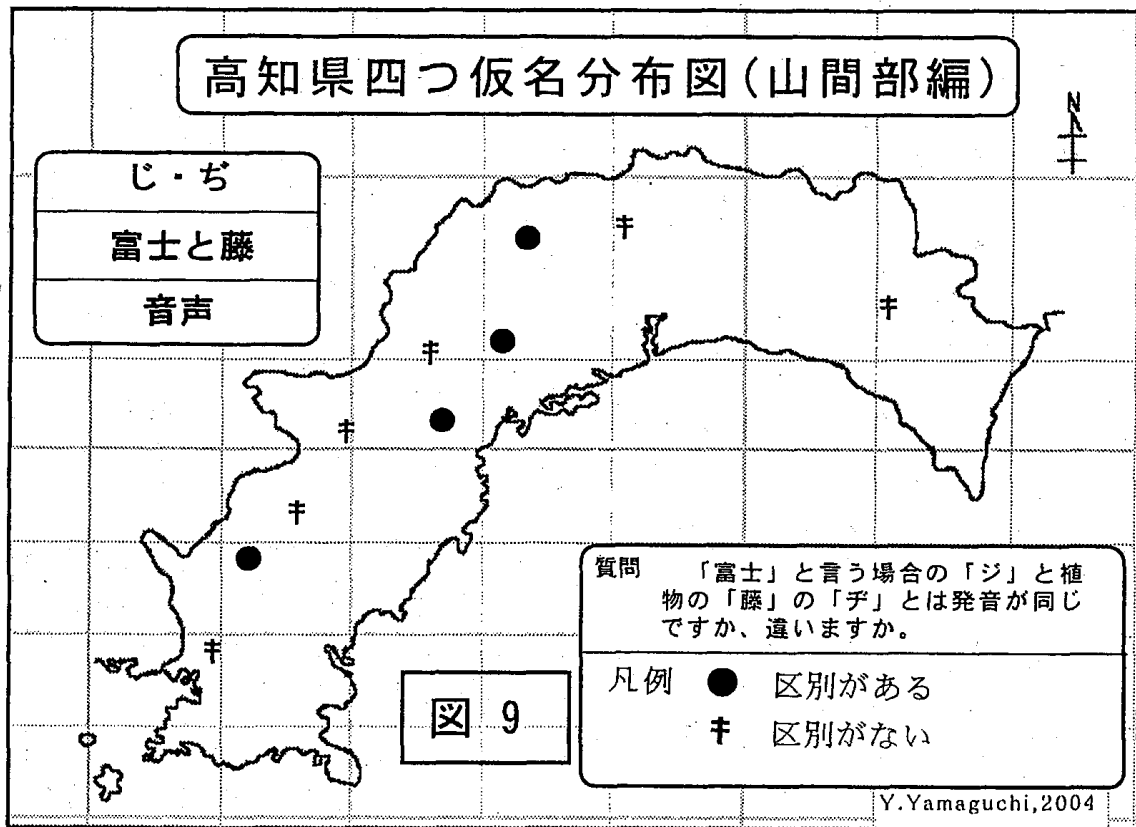 高知県四つ仮名分布図(山間部編)
N
じ・ぢ
富士と藤
音声
質問 「富士」と言う場合の「ジ」と植
物の「藤」の「ヂ」とは発音が同じ
ですか、違いますか。
凡例 ● 区別がある
‡ 区別がない
図 9
Y.Yamaguchi,2004